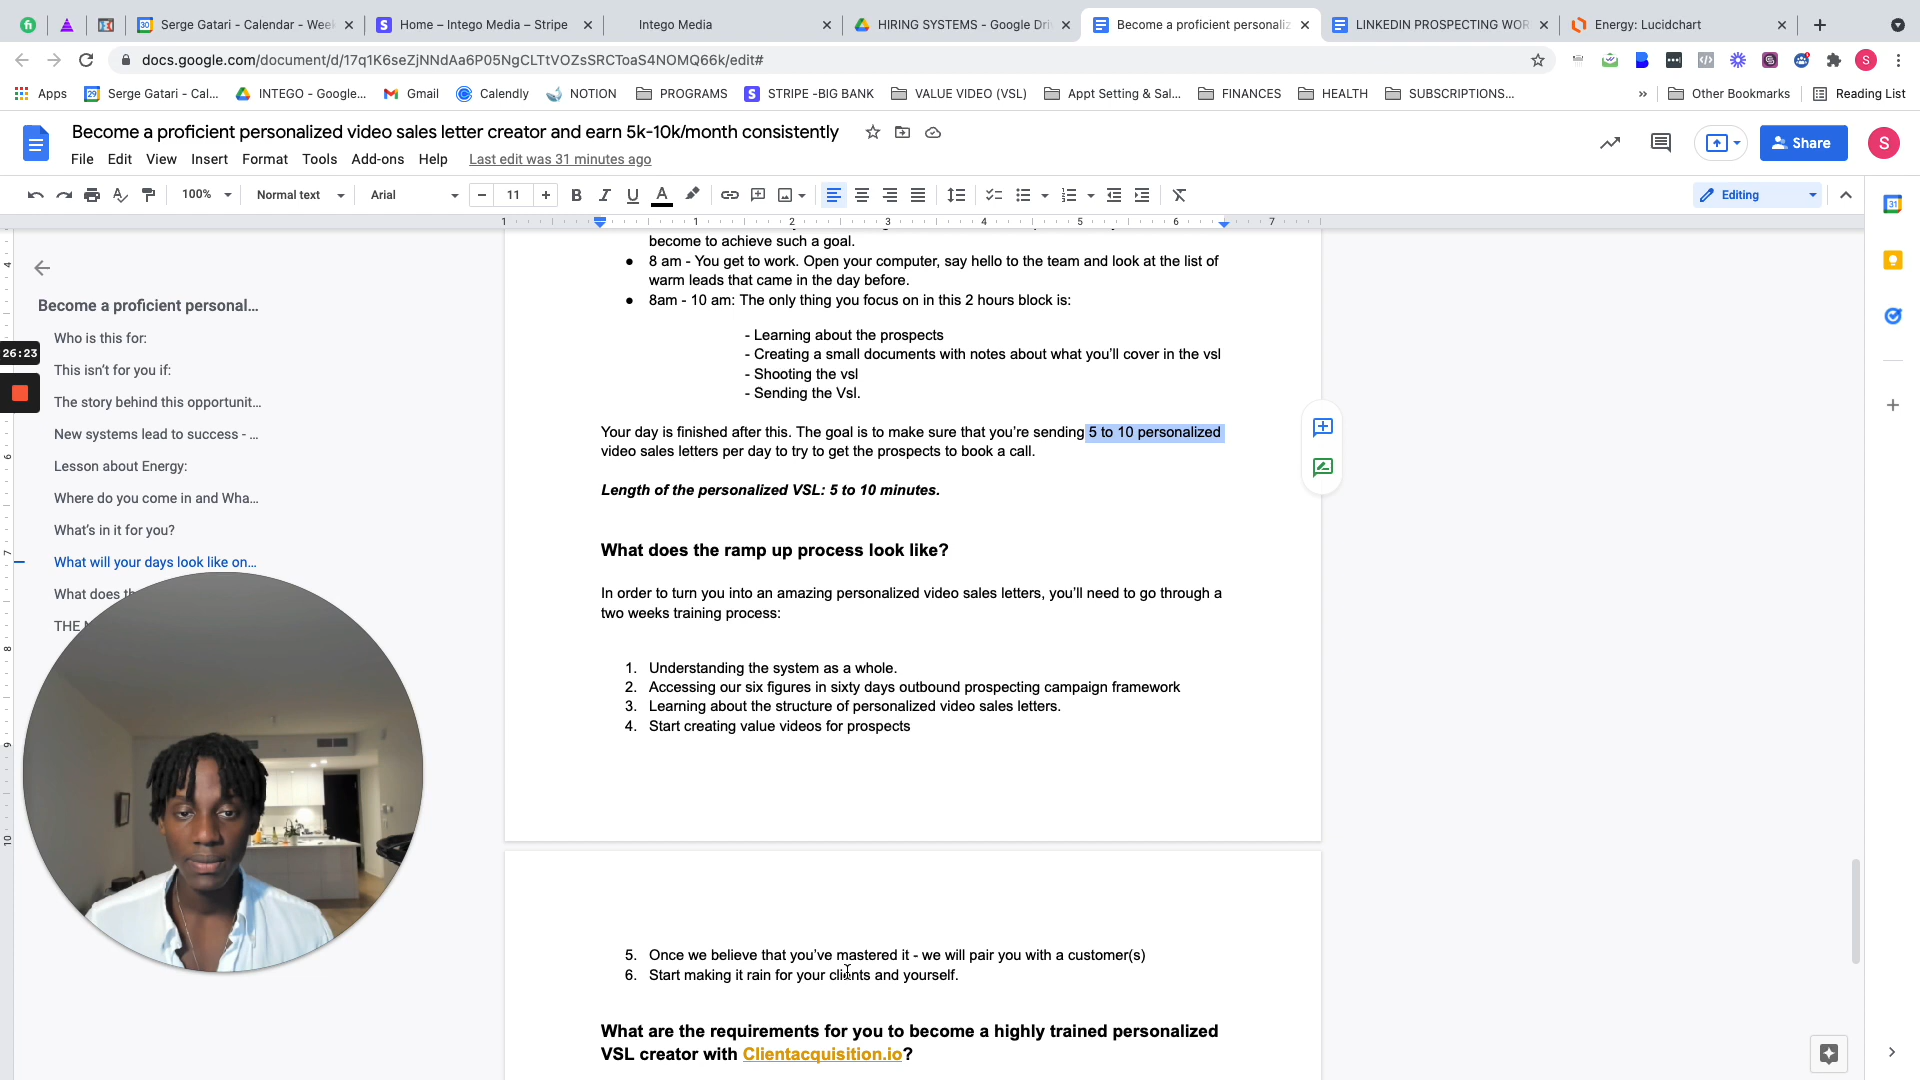 Serge Gatari - Calendar - Week
Home – Intego Media – Stripe
Intego Media
HIRING SYSTEMS - Google Dri
Become a proficient personaliz
LINKEDIN PROSPECTING WOR
Energy: Lucidchart
docs.google.com/document/d/17q1K6seZjNNdAa6P05NgCLTtVOZsSRCToaS4NOMQ66k/edit#
Apps
Serge Gatari - Cal...
INTEGO - Google...
Gmail
Calendly
NOTION
PROGRAMS
STRIPE -BIG BANK
VALUE VIDEO (VSL)
Appt Setting & Sal...
FINANCES
HEALTH
SUBSCRIPTIONS...
»
Other Bookmarks
Reading List
Become a proficient personalized video sales letter creator and earn 5k-10k/month consistently
File Edit View Insert Format Tools Add-ons Help Last edit was 31 minutes ago
Share
S
100% Normal text Arial 11 B I U A Editing
1 1 2 3 4 5 6 7
Become a proficient personal...
Who is this for:
This isn't for you if:
The story behind this opportunit...
New systems lead to success - ...
Lesson about Energy:
Where do you come in and Wha...
What's in it for you?
What will your days look like on...
What does th
THE
26:23
become to achieve such a goal.
● 8 am - You get to work. Open your computer, say hello to the team and look at the list of
warm leads that came in the day before.
● 8am - 10 am: The only thing you focus on in this 2 hours block is:
- Learning about the prospects
- Creating a small documents with notes about what you'll cover in the vsl
- Shooting the vsl
- Sending the Vsl.
Your day is finished after this. The goal is to make sure that you're sending 5 to 10 personalized
video sales letters per day to try to get the prospects to book a call.
Length of the personalized VSL: 5 to 10 minutes.
What does the ramp up process look like?
In order to turn you into an amazing personalized video sales letters, you'll need to go through a
two weeks training process:
1. Understanding the system as a whole.
2. Accessing our six figures in sixty days outbound prospecting campaign framework
3. Learning about the structure of personalized video sales letters.
4. Start creating value videos for prospects
5. Once we believe that you've mastered it - we will pair you with a customer(s)
6. Start making it rain for your clients and yourself.
What are the requirements for you to become a highly trained personalized
VSL creator with Clientacquisition.io?